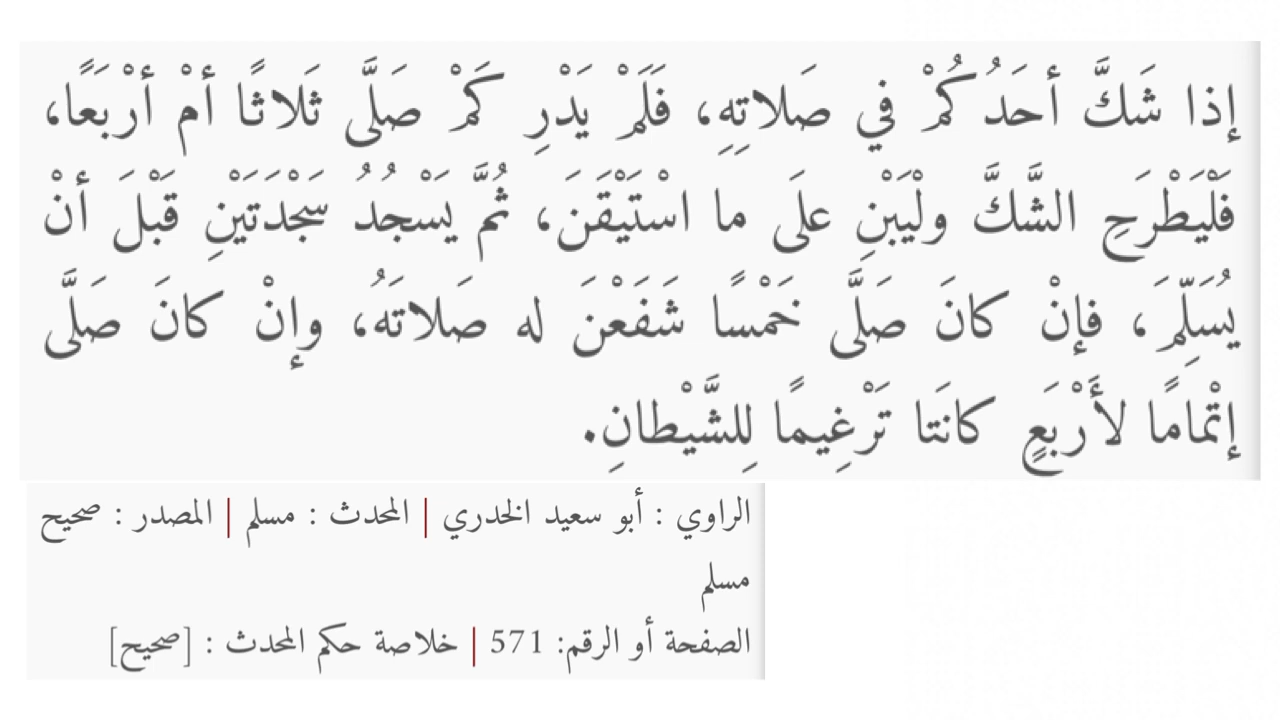 إذا شَكَّ أحَدُكُمْ في صَلاتِهِ، فَلَمْ يَدْرِ كَمْ صَلَّى ثَلاثًا أمْ أرْبَعًا،
فَلْيَطْرَحِ الشَّكَّ ولْيَبْنِ علَى ما اسْتَيْقَنَ، ثُمَّ يَسْجُدُ سَجْدَتَيْنِ قَبْلَ أنْ
يُسَلِّمَ، فإنْ كانَ صَلَّى خَمْسًا شَفَعْنَ له صَلاتَهُ، وإنْ كانَ صَلَّى
إتْمامًا لأَرْبَعٍ كانَتا تَرْغِيمًا لِلشَّيْطانِ.
الراوي : أبو سعيد الخدري | المحدث : مسلم | المصدر : صحيح
مسلم
الصفحة أو الرقم: 571 | خلاصة حكم المحدث : [صحيح]